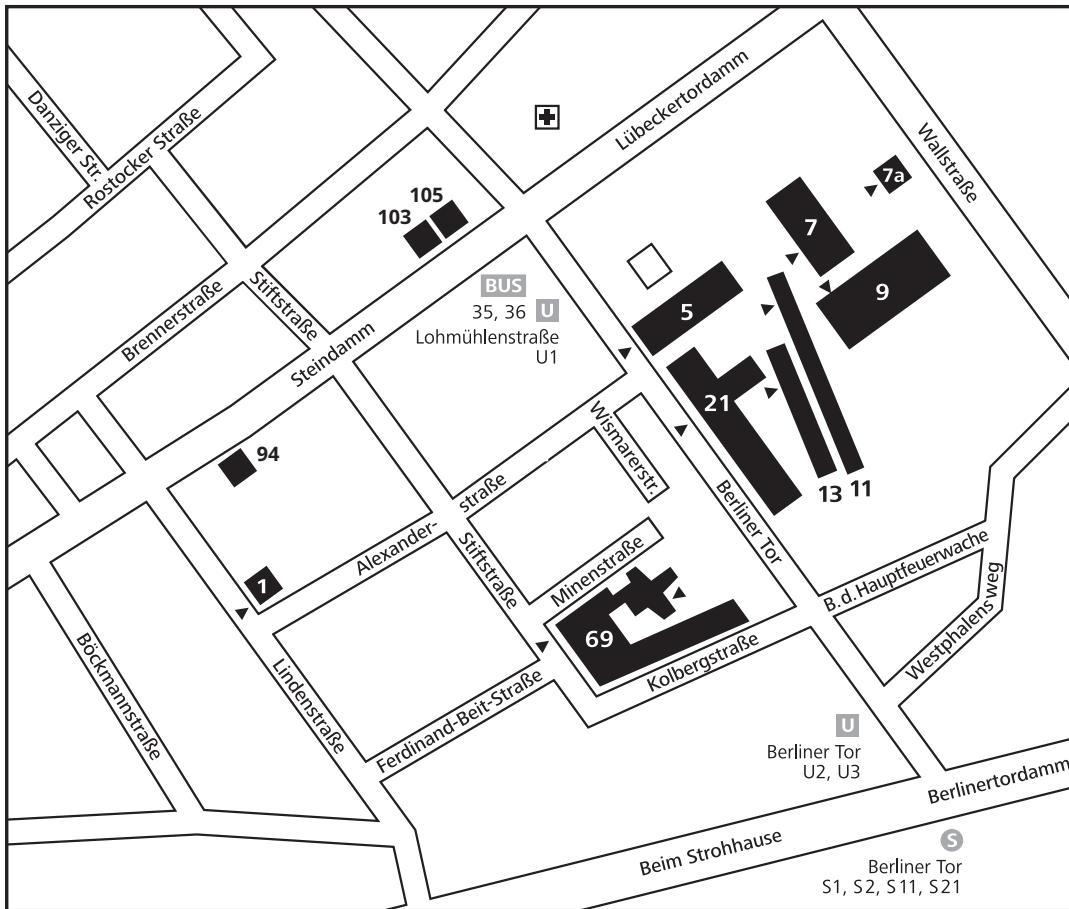 Danziger Str.
Rostocker Straße
Lübeckertordamm
Wallstraße
7a
105
103
7
Stiftstraße
BUS
35, 36 U
Lohmühlenstraße
U1
9
5
Brennerstraße
Steindamm
21
Wismarerstr.
94
13
11
Alexander-
straße
Berliner Tor
Stiftstraße
Minenstraße
B.d.Hauptfeuerwache
1
69
Westphalensweg
Böckmannstraße
Lindenstraße
Kolbergstraße
Ferdinand-Beit-Straße
U
Berliner Tor
U2, U3
Berlinertordamm
Beim Strohhause
S
Berliner Tor
S1, S2, S11, S21